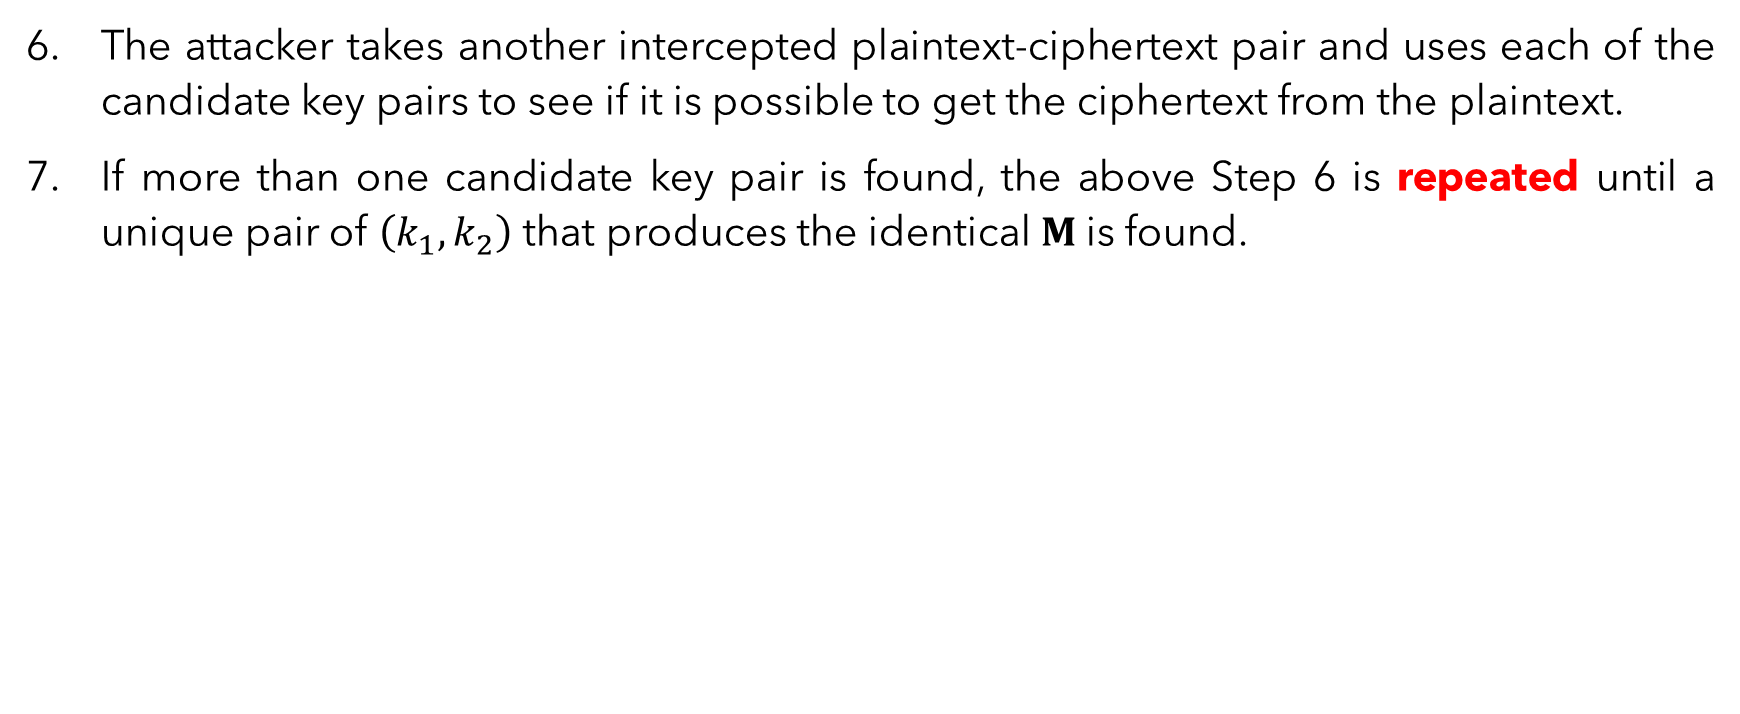 6. The attacker takes another intercepted plaintext-ciphertext pair and uses each of the
candidate key pairs to see if it is possible to get the ciphertext from the plaintext.
7. If more than one candidate key pair is found, the above Step 6 is repeated until a
unique pair of (k₁, k₂) that produces the identical M is found.